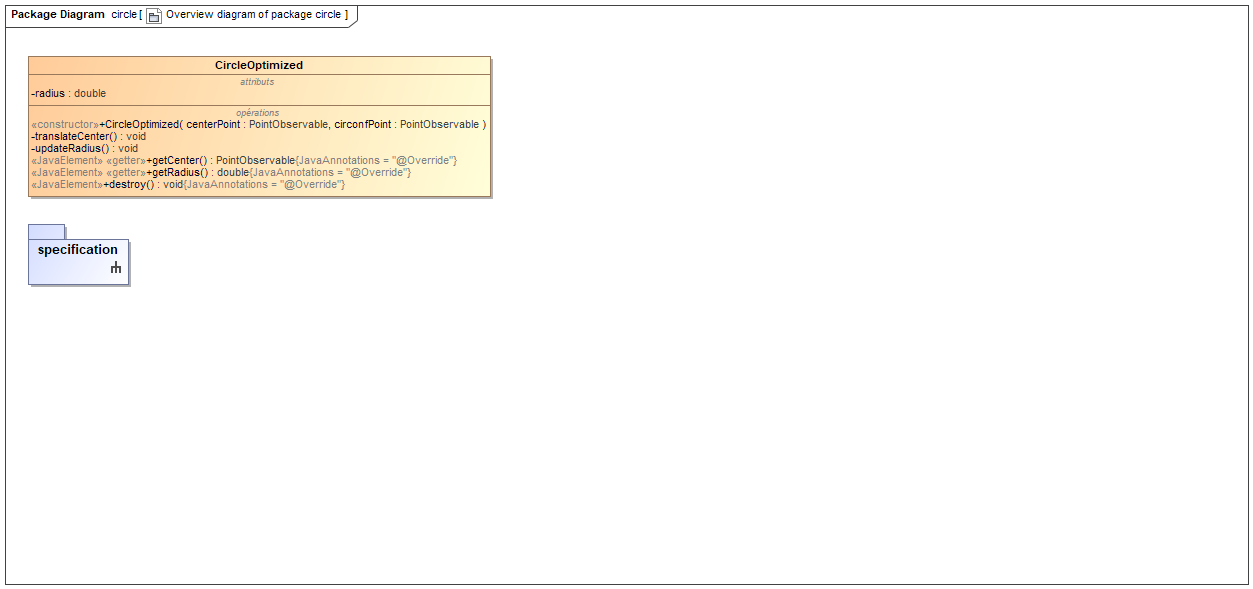 Package Diagram circle[ Overview diagram of package circle ]
CircleOptimized
attributs
-radius : double
opérations
«constructor»+CircleOptimized( centerPoint : PointObservable, circonfPoint : PointObservable )
-translateCenter() : void
-updateRadius() : void
«JavaElement» «getter»+getCenter() : PointObservable{JavaAnnotations = "@Override"}
«JavaElement» «getter»+getRadius() : double{JavaAnnotations = "@Override"}
«JavaElement»+destroy() : void{JavaAnnotations = "@Override"}
specification